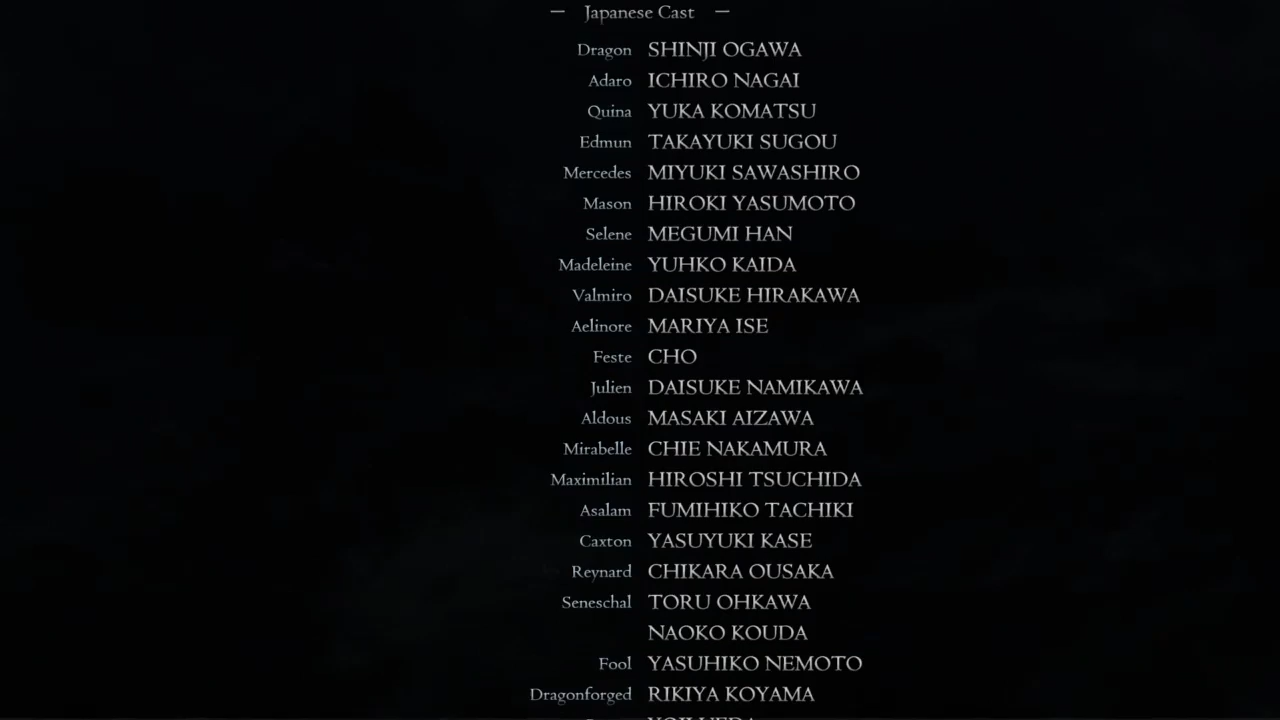 — Japanese Cast —
Dragon SHINJI OGAWA
Adaro ICHIRO NAGAI
Quina YUKA KOMATSU
Edmun TAKAYUKI SUGOU
Mercedes MIYUKI SAWASHIRO
Mason HIROKI YASUMOTO
Selene MEGUMI HAN
Madeleine YUHKO KAIDA
Valmiro DAISUKE HIRAKAWA
Aelinore MARIYA ISE
Feste CHO
Julien DAISUKE NAMIKAWA
Aldous MASAKI AIZAWA
Mirabelle CHIE NAKAMURA
Maximilian HIROSHI TSUCHIDA
Asalam FUMIHIKO TACHIKI
Caxton YASUYUKI KASE
Reynard CHIKARA OUSAKA
Seneschal TORU OHKAWA
NAOKO KOUDA
Fool YASUHIKO NEMOTO
Dragonforged RIKIYA KOYAMA